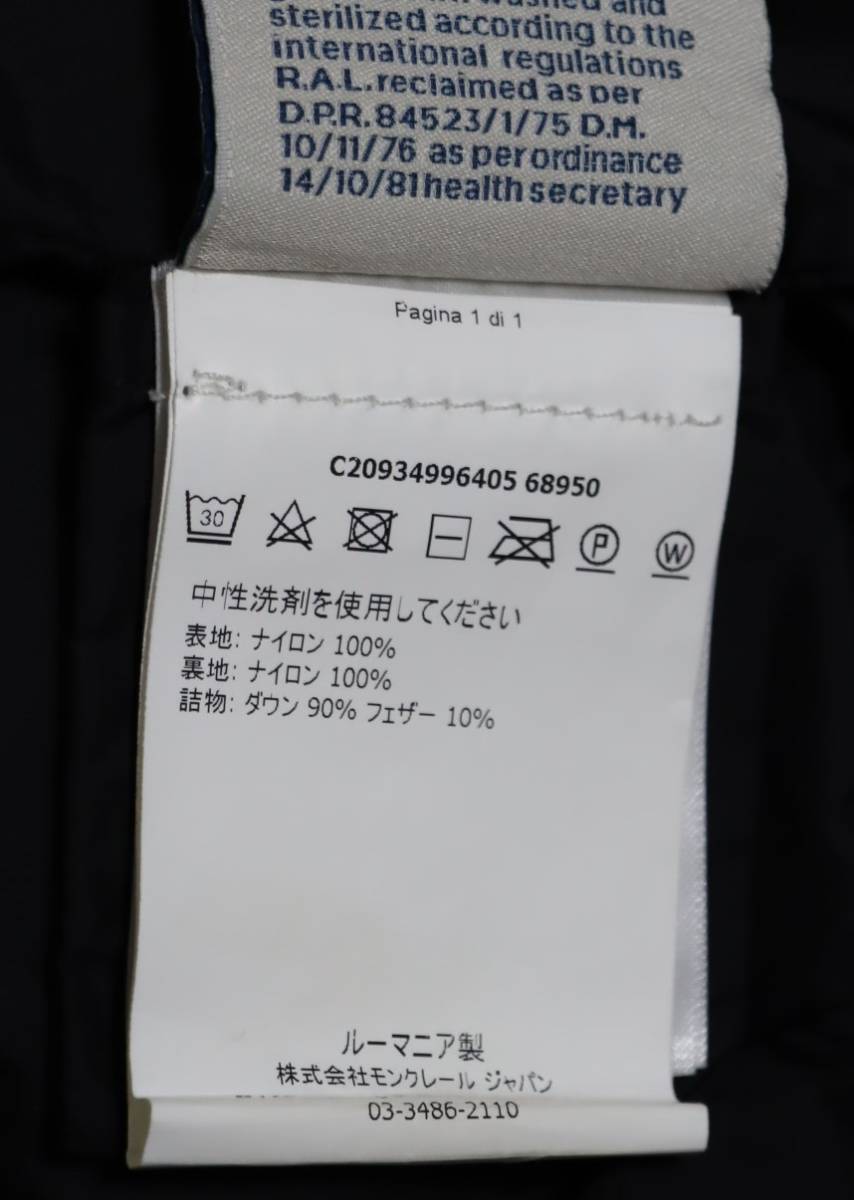 washed and
sterilized according to the
international regulations
R.A.L. reclaimed as per
D.P.R. 84523/1/75 D.M.
10/11/76 as per ordinance
14/10/81 health secretary
Pagina 1 di 1
C20934996405 68950
30 P W
中性洗剤を使用してください
表地: ナイロン 100%
裏地: ナイロン 100%
詰物: ダウン 90% フェザー 10%
ルーマニア製
株式会社モンクレール ジャパン
03-3486-2110